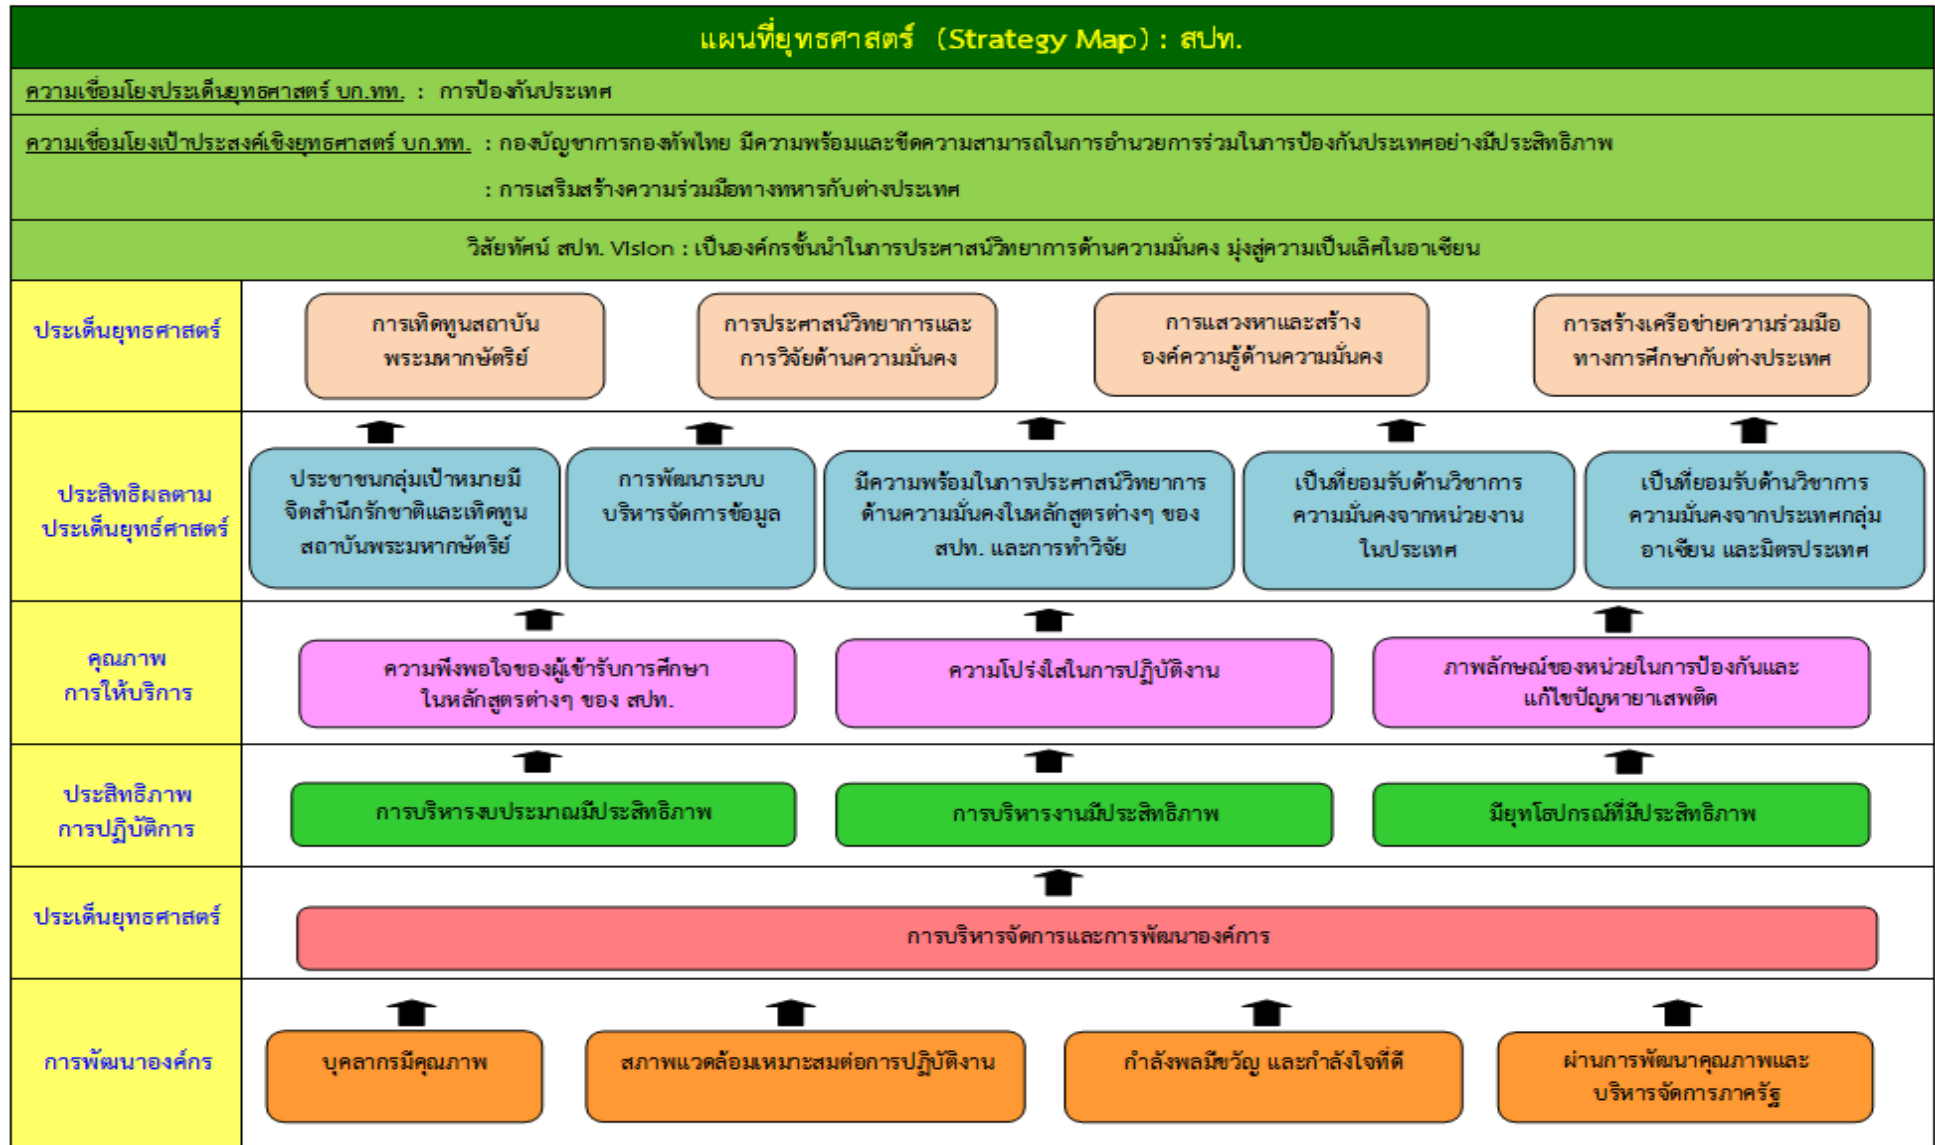 แผนที่ยุทธศาสตร์ (Strategy Map) : สปท.
ความเชื่อมโยงประเด็นยุทธศาสตร์ บก.ทท. : การป้องกันประเทศ
ความเชื่อมโยงเป้าประสงค์เชิงยุทธศาสตร์ บก.ทท. : กองบัญชาการกองทัพไทย มีความพร้อมและขีดความสามารถในการอำนวยการร่วมในการป้องกันประเทศอย่างมีประสิทธิภาพ
: การเสริมสร้างความร่วมมือทางทหารกับต่างประเทศ
วิสัยทัศน์ สปท. Vision : เป็นองค์กรชั้นนำในการประศาสน์วิทยาการด้านความมั่นคง มุ่งสู่ความเป็นเลิศในอาเซียน
ประเด็นยุทธศาสตร์
การเทิดทูนสถาบัน
พระมหากษัตริย์
การประศาสน์วิทยาการและ
การวิจัยด้านความมั่นคง
การแสวงหาและสร้าง
องค์ความรู้ด้านความมั่นคง
การสร้างเครือข่ายความร่วมมือ
ทางการศึกษากับต่างประเทศ
ประสิทธิผลตาม
ประเด็นยุทธ์ศาสตร์
ประชาชนกลุ่มเป้าหมายมี
จิตสำนึกรักชาติและเทิดทูน
สถาบันพระมหากษัตริย์
การพัฒนาระบบ
บริหารจัดการข้อมูล
มีความพร้อมในการประศาสน์วิทยาการ
ด้านความมั่นคงในหลักสูตรต่างๆ ของ
สปท. และการทำวิจัย
เป็นที่ยอมรับด้านวิชาการ
ความมั่นคงจากหน่วยงาน
ในประเทศ
เป็นที่ยอมรับด้านวิชาการ
ความมั่นคงจากประเทศกลุ่ม
อาเซียน และมิตรประเทศ
คุณภาพ
การให้บริการ
ความพึงพอใจของผู้เข้ารับการศึกษา
ในหลักสูตรต่างๆ ของ สปท.
ความโปร่งใสในการปฏิบัติงาน
ภาพลักษณ์ของหน่วยในการป้องกันและ
แก้ไขปัญหายาเสพติด
ประสิทธิภาพ
การปฏิบัติการ
การบริหารงบประมาณมีประสิทธิภาพ
การบริหารงานมีประสิทธิภาพ
มียุทโธปกรณ์ที่มีประสิทธิภาพ
ประเด็นยุทธศาสตร์
การบริหารจัดการและการพัฒนาองค์การ
การพัฒนาองค์กร
บุคลากรมีคุณภาพ
สภาพแวดล้อมเหมาะสมต่อการปฏิบัติงาน
กำลังพลมีขวัญ และกำลังใจที่ดี
ผ่านการพัฒนาคุณภาพและ
บริหารจัดการภาครัฐ